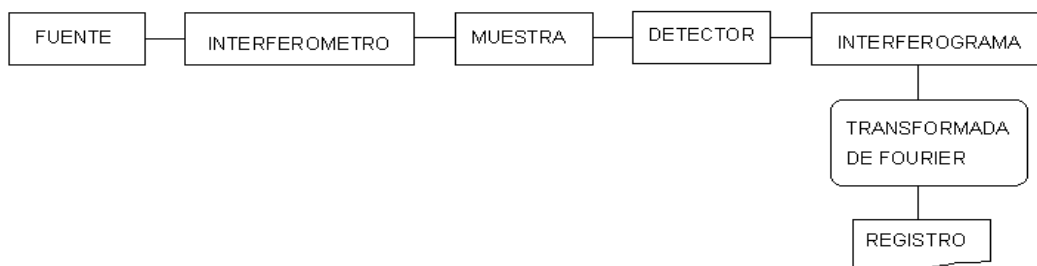 FUENTE
INTERFEROMETRO
MUESTRA
DETECTOR
INTERFEROGRAMA
TRANSFORMADA
DE FOURIER
REGISTRO